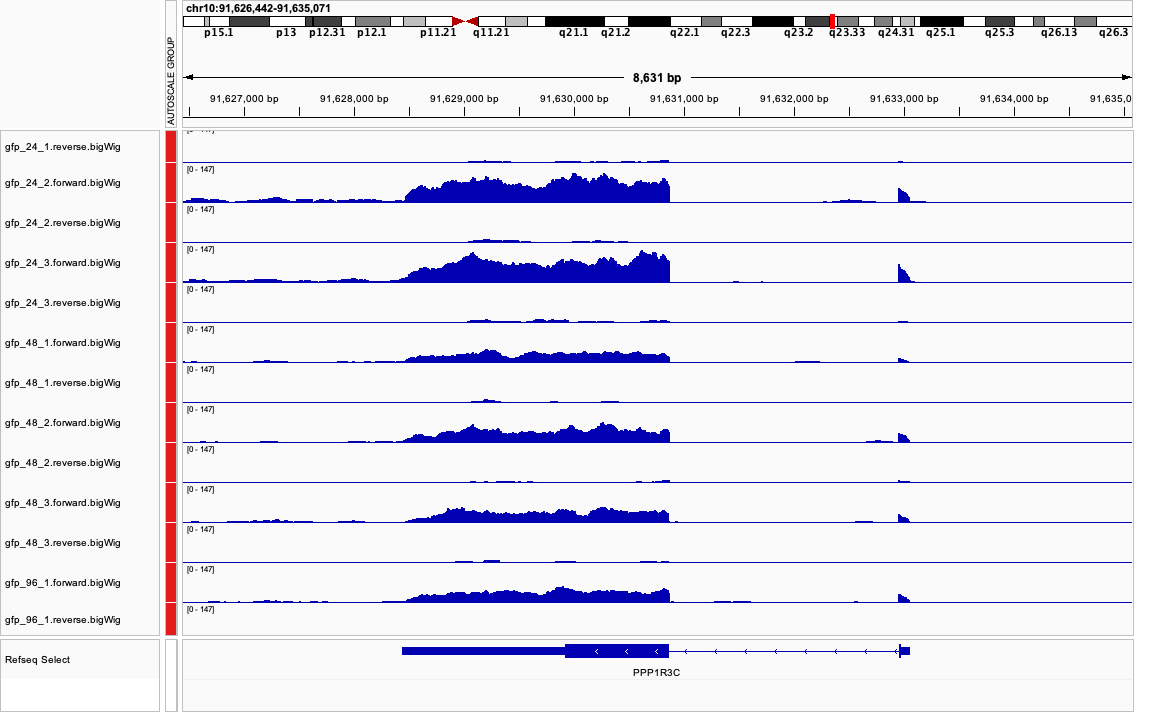 chr10:91,626,442-91,635,071
p15.1 p13 p12.31 p12.1 p11.21 q11.21 q21.1 q21.2 q22.1 q22.3 q23.2 q23.33 q24.31 q25.1 q25.3 q26.13 q26.3
AUTOSCALE GROUP
8,631 bp
91,627,000 bp 91,628,000 bp 91,629,000 bp 91,630,000 bp 91,631,000 bp 91,632,000 bp 91,633,000 bp 91,634,000 bp 91,635,0
gfp_24_1.reverse.bigWig
[0 - 147]
gfp_24_2.forward.bigWig
[0 - 147]
gfp_24_2.reverse.bigWig
[0 - 147]
gfp_24_3.forward.bigWig
[0 - 147]
gfp_24_3.reverse.bigWig
[0 - 147]
gfp_48_1.forward.bigWig
[0 - 147]
gfp_48_1.reverse.bigWig
[0 - 147]
gfp_48_2.forward.bigWig
[0 - 147]
gfp_48_2.reverse.bigWig
[0 - 147]
gfp_48_3.forward.bigWig
[0 - 147]
gfp_48_3.reverse.bigWig
[0 - 147]
gfp_96_1.forward.bigWig
[0 - 147]
gfp_96_1.reverse.bigWig
Refseq Select
PPP1R3C